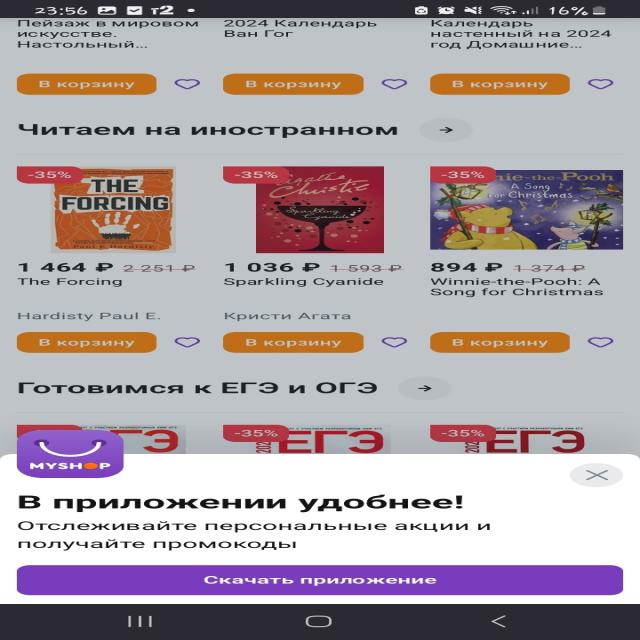 23:56 т2 16%
Пейзаж в мировом
искусстве.
Настольный...
2024 Календарь
Ван Гог
Календарь
настенный на 2024
год Домашние...
В корзину
В корзину
В корзину
Читаем на иностранном
-35%
THE
FORCING
Paul E. Hardisty
-35%
Agatha
Christie
Sparkling
Cyanide
-35%
Winnie-the-Pooh
A Song
for Christmas
1 464 ₽ 2 251 ₽
The Forcing
Hardisty Paul E.
1 036 ₽ 1 593 ₽
Sparkling Cyanide
Кристи Агата
894 ₽ 1 374 ₽
Winnie-the-Pooh: A
Song for Christmas
В корзину
В корзину
В корзину
Готовимся к ЕГЭ и ОГЭ
ЕГЭ
-35%
ЕГЭ
-35%
ЕГЭ
MYSHOP
В приложении удобнее!
Отслеживайте персональные акции и
получайте промокоды
Скачать приложение